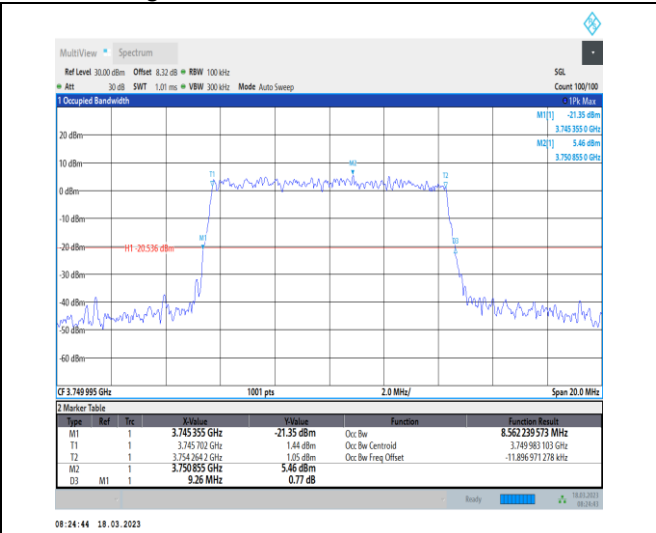 MultiView Spectrum
Ref Level 30.00 dBm Offset 8.32 dB RBW 100 kHz SGL
Att 30 dB SWT 1.01 ms VBW 300 kHz Mode Auto Sweep Count 100/100
1 Occupied Bandwidth 1Pk Max
M1[1] -21.35 dBm
3.745 355 0 GHz
20 dBm
M2[1] 5.46 dBm
3.750 855 0 GHz
10 dBm
T1 M2 T2
0 dBm
-10 dBm
M1 D3
-20 dBm H1 -20.536 dBm
-30 dBm
-40 dBm
-50 dBm
-60 dBm
CF 3.749 995 GHz 1001 pts 2.0 MHz/ Span 20.0 MHz
2 Marker Table
Type Ref Trc X-Value Y-Value Function Function Result
M1 1 3.745 355 GHz -21.35 dBm Occ Bw 8.562 239 573 MHz
T1 1 3.745 702 GHz 1.44 dBm Occ Bw Centroid 3.749 983 103 GHz
T2 1 3.754 264 2 GHz 1.05 dBm Occ Bw Freq Offset -11.896 971 278 kHz
M2 1 3.750 855 GHz 5.46 dBm
D3 M1 1 9.26 MHz 0.77 dB
Ready 18.03.2023
08:24:43
08:24:44 18.03.2023